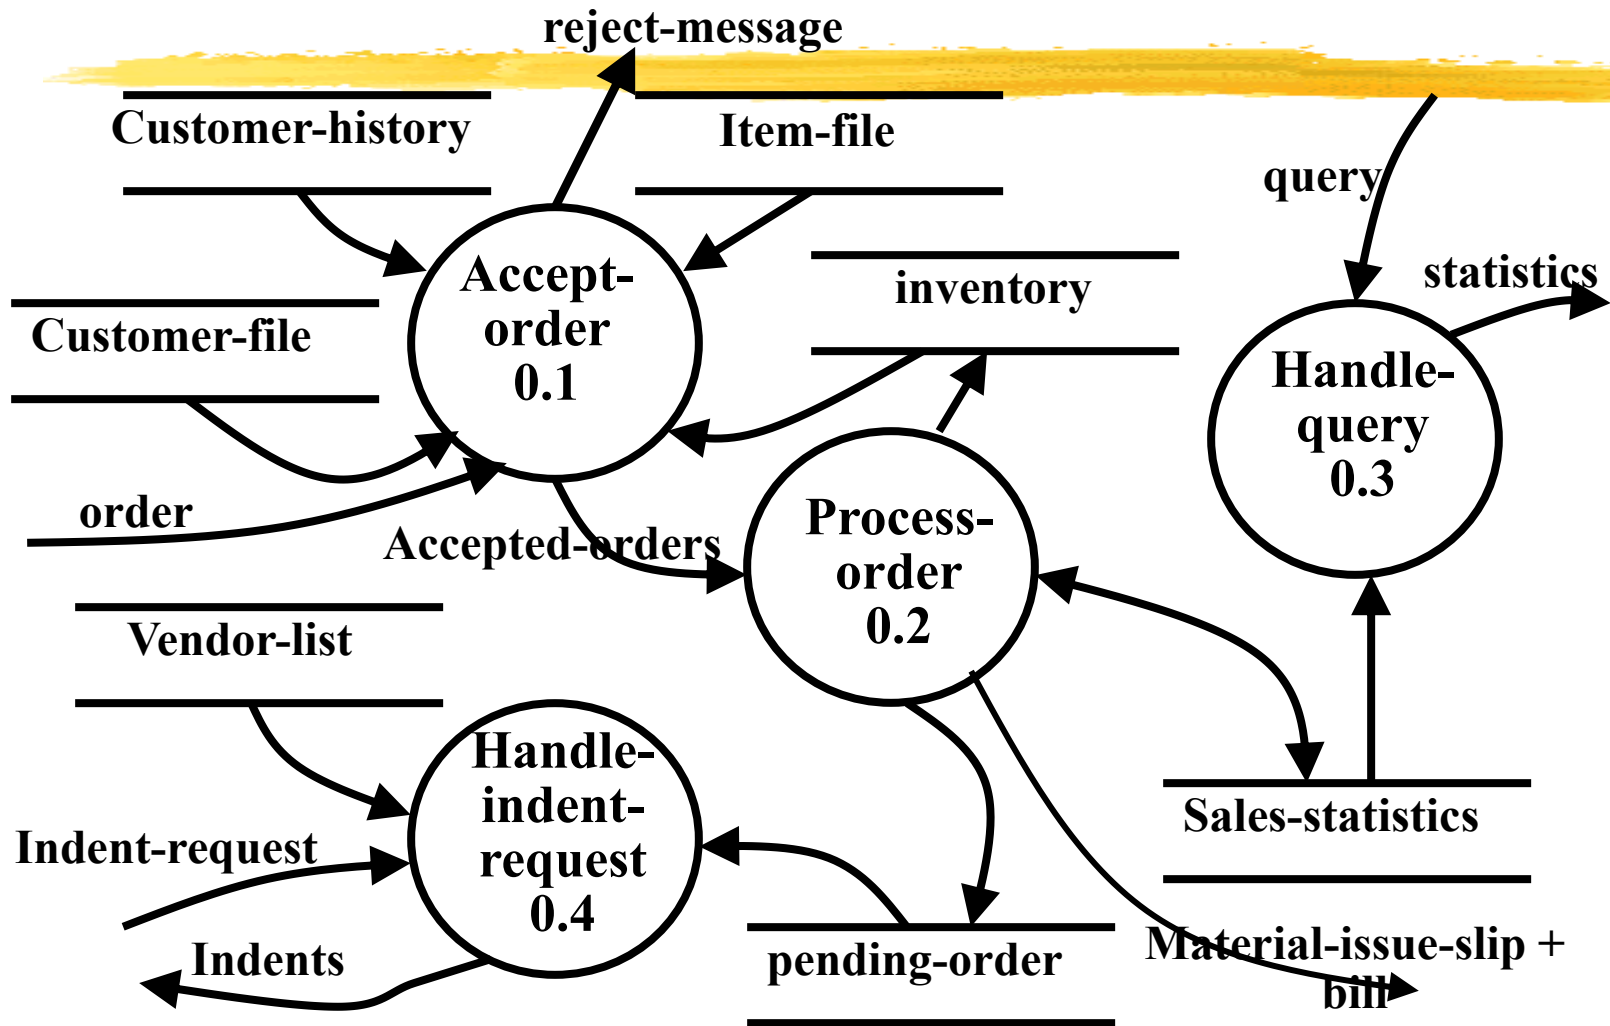 reject-message
Customer-history
Item-file
query
Accept-
order
0.1
inventory
statistics
Customer-file
Handle-
query
0.3
order
Accepted-orders
Process-
order
0.2
Vendor-list
Handle-
indent-
request
0.4
Sales-statistics
Indent-request
Indents
pending-order
Material-issue-slip +
bill